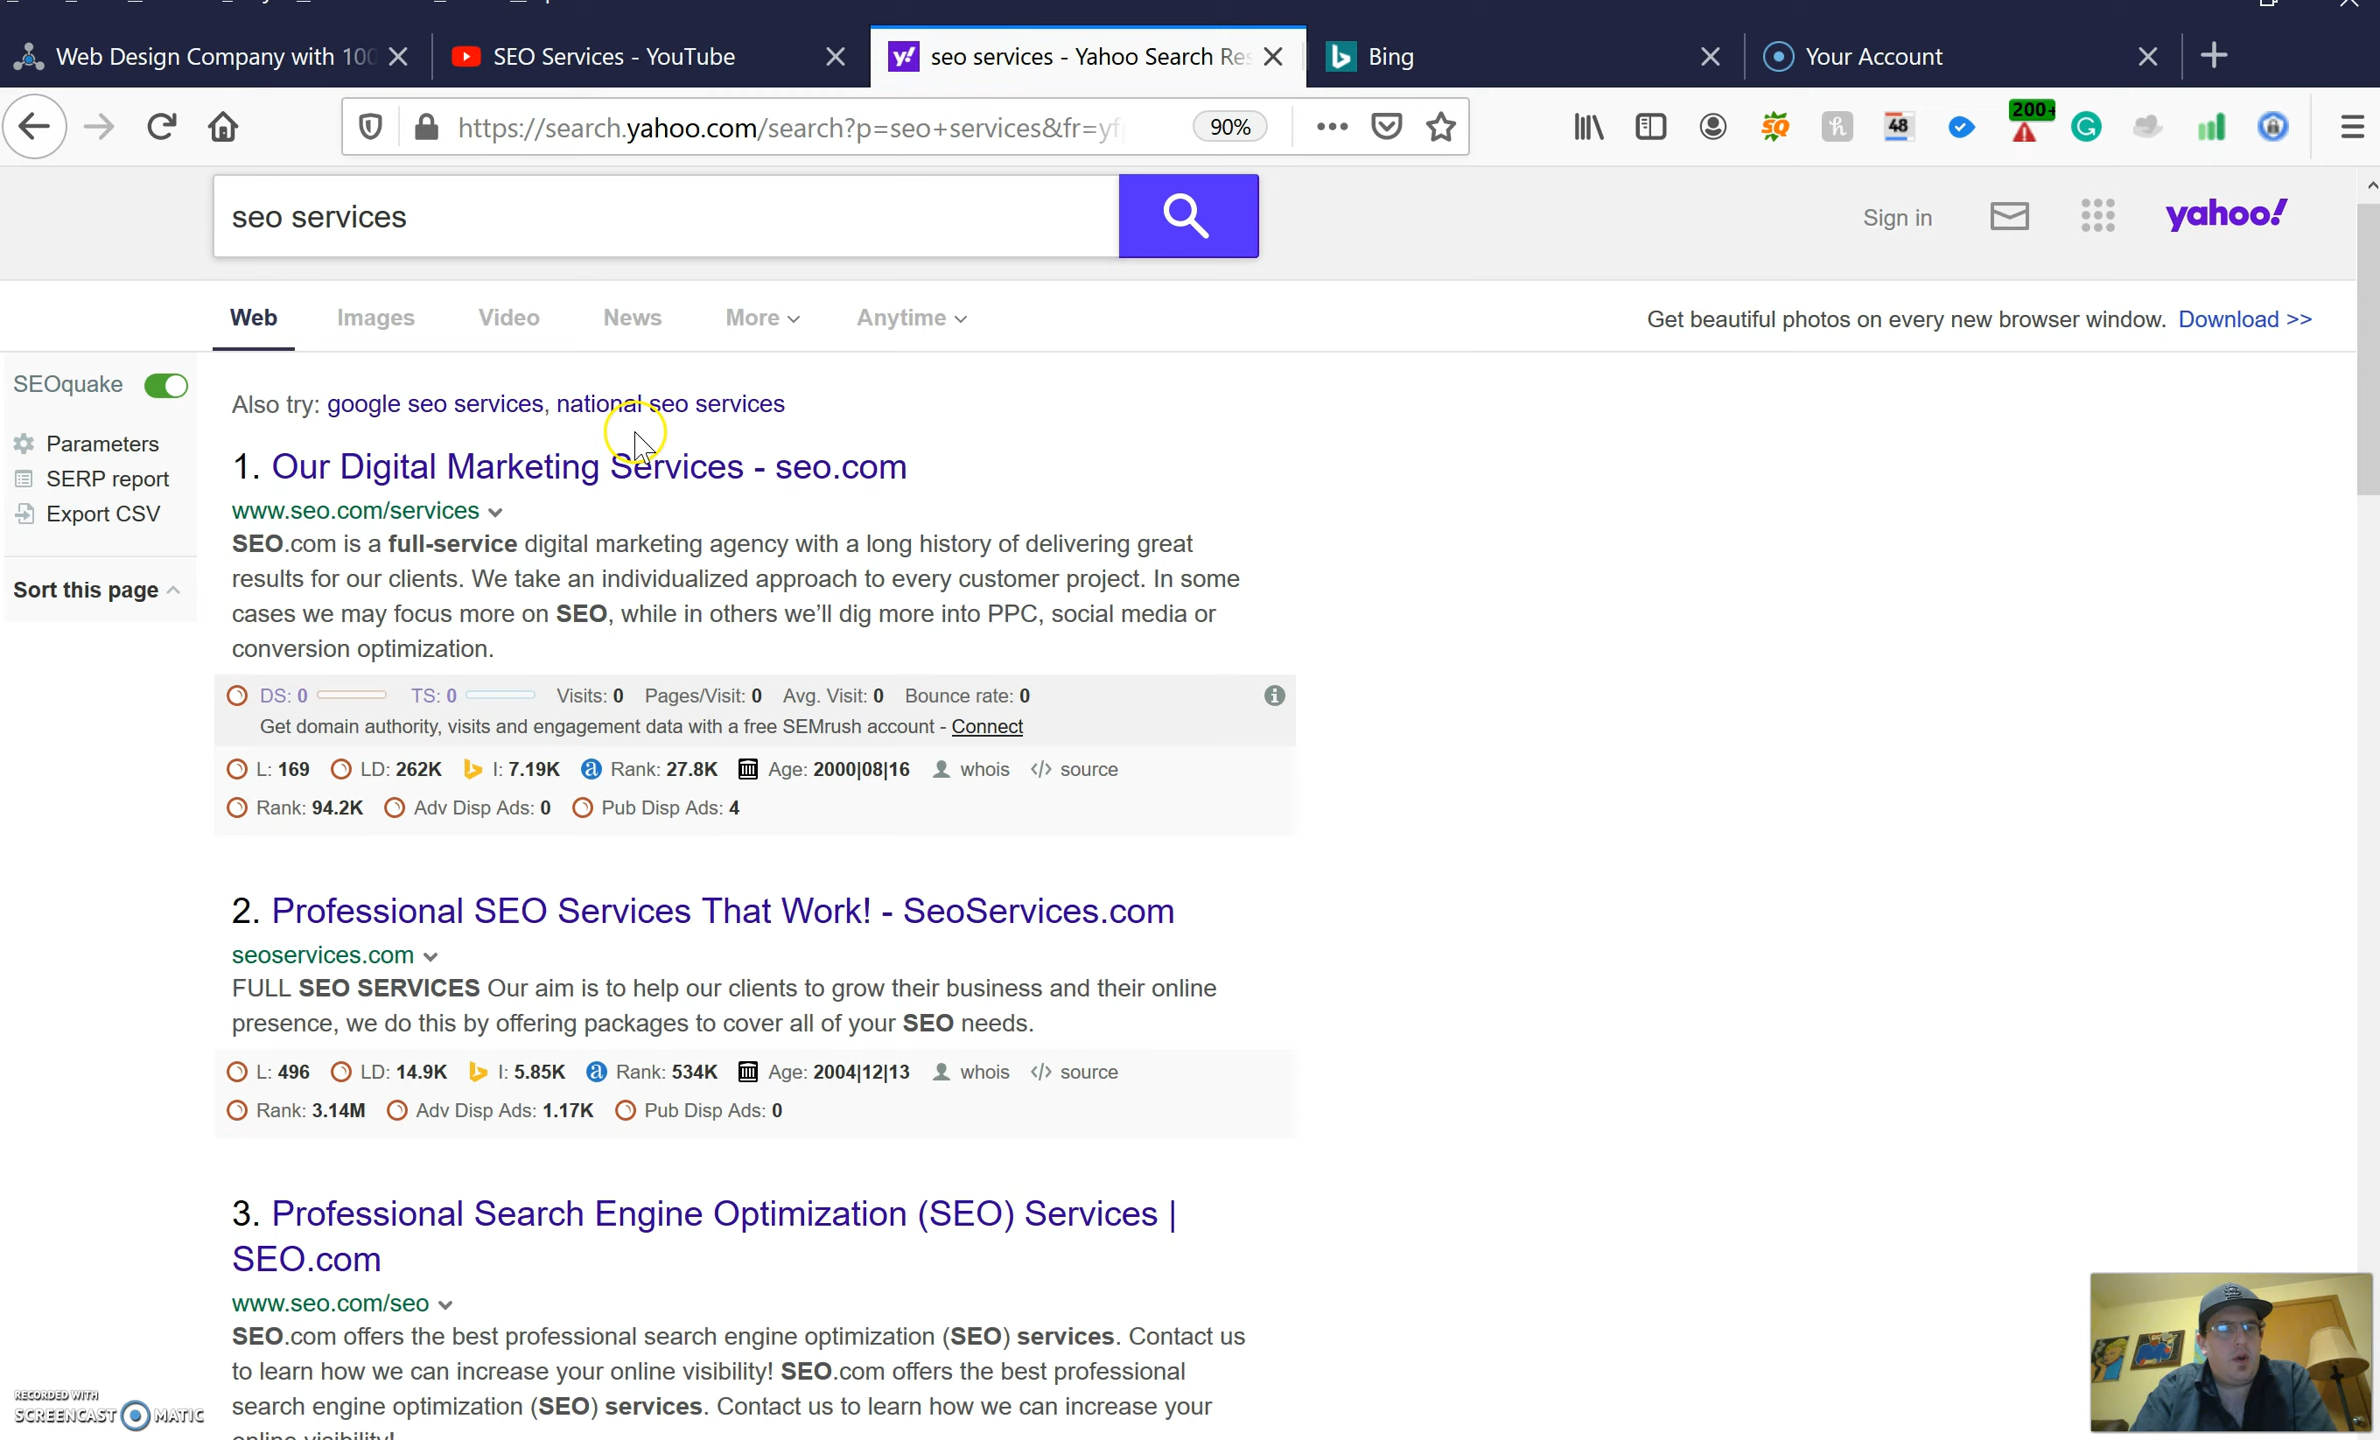 Web Design Company with 100
SEO Services - YouTube
seo services - Yahoo Search Res
Bing
Your Account
https://search.yahoo.com/search?p=seo+services&fr=yf
90%
48
200+
seo services
Sign in
yahoo!
Web
Images
Video
News
More
Anytime
Get beautiful photos on every new browser window. Download >>
SEOquake
Parameters
SERP report
Export CSV
Sort this page
Also try: google seo services, national seo services
1. Our Digital Marketing Services - seo.com
www.seo.com/services
SEO.com is a full-service digital marketing agency with a long history of delivering great
results for our clients. We take an individualized approach to every customer project. In some
cases we may focus more on SEO, while in others we’ll dig more into PPC, social media or
conversion optimization.
DS: 0 TS: 0 Visits: 0 Pages/Visit: 0 Avg. Visit: 0 Bounce rate: 0
Get domain authority, visits and engagement data with a free SEMrush account - Connect
L: 169 LD: 262K I: 7.19K Rank: 27.8K Age: 2000|08|16 whois </> source
Rank: 94.2K Adv Disp Ads: 0 Pub Disp Ads: 4
2. Professional SEO Services That Work! - SeoServices.com
seoservices.com
FULL SEO SERVICES Our aim is to help our clients to grow their business and their online
presence, we do this by offering packages to cover all of your SEO needs.
L: 496 LD: 14.9K I: 5.85K Rank: 534K Age: 2004|12|13 whois </> source
Rank: 3.14M Adv Disp Ads: 1.17K Pub Disp Ads: 0
3. Professional Search Engine Optimization (SEO) Services |
SEO.com
www.seo.com/seo
SEO.com offers the best professional search engine optimization (SEO) services. Contact us
to learn how we can increase your online visibility! SEO.com offers the best professional
search engine optimization (SEO) services. Contact us to learn how we can increase your
online visibility!
RECORDED WITH
SCREENCAST MATIC